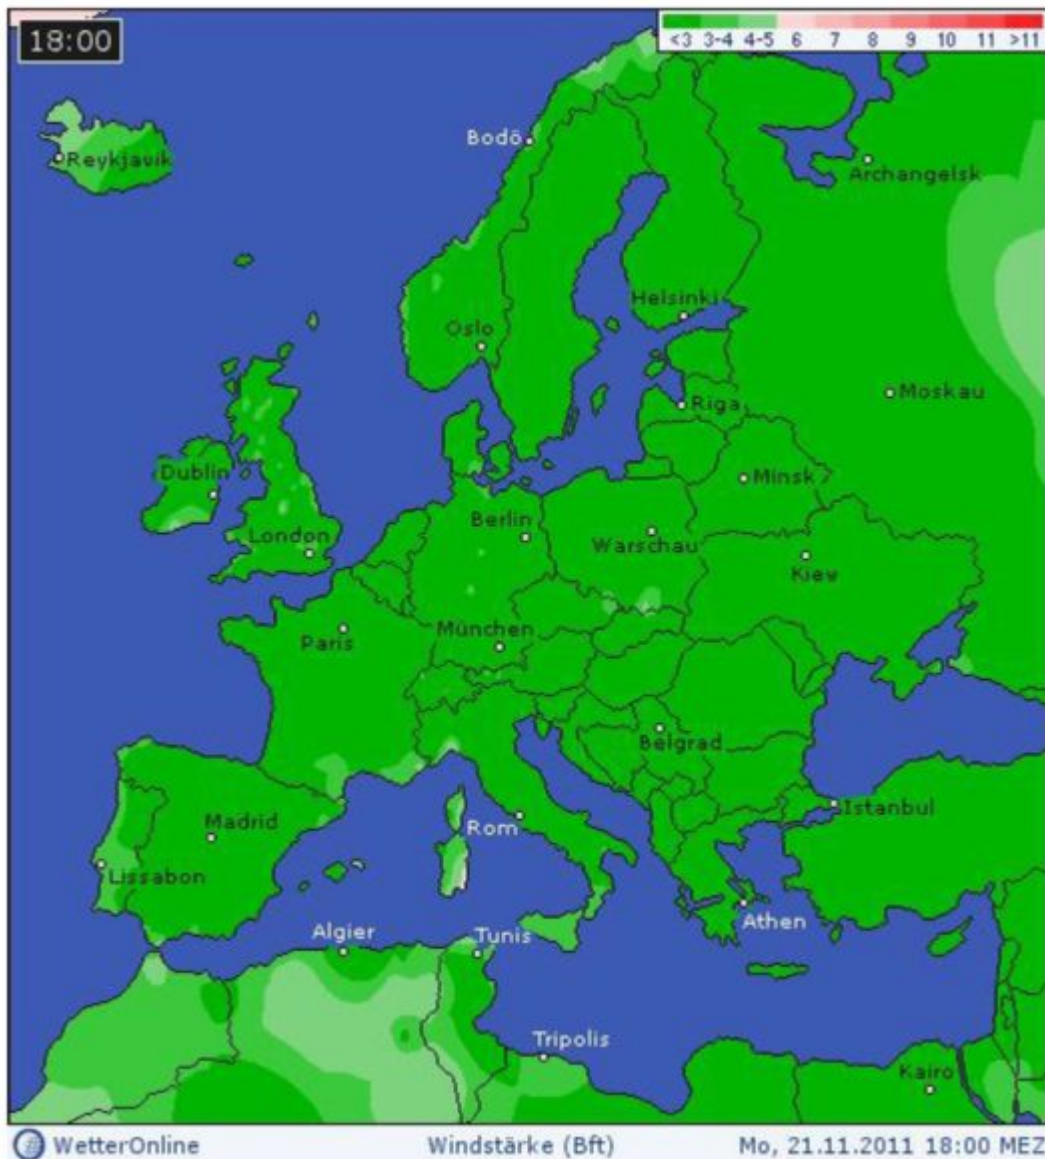 18:00
<3 3-4 4-5 6 7 8 9 10 11 >11
Reykjavik
Bodö
Archangelsk
Helsinki
Oslo
Moskau
Riga
Dublin
Minsk
Berlin
London
Warschau
Kiew
Paris
München
Belgrad
Istanbul
Madrid
Rom
Lissabon
Athen
Algier
Tunis
Tripolis
Kairo
WetterOnline Windstärke (Bft) Mo, 21.11.2011 18:00 MEZ